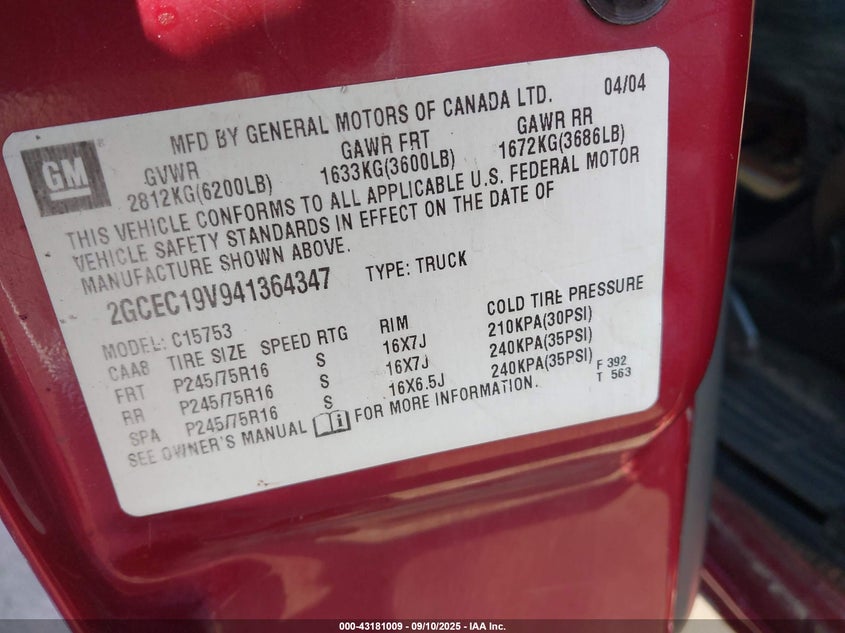 MFD BY GENERAL MOTORS OF CANADA LTD. 04/04
GM
GVWR GAWR FRT GAWR RR
2812KG(6200LB) 1633KG(3600LB) 1672KG(3686LB)
THIS VEHICLE CONFORMS TO ALL APPLICABLE U.S. FEDERAL MOTOR
VEHICLE SAFETY STANDARDS IN EFFECT ON THE DATE OF
MANUFACTURE SHOWN ABOVE.
2GCEC19V941364347 TYPE: TRUCK
MODEL: C15753
CAA8 TIRE SIZE SPEED RTG RIM COLD TIRE PRESSURE
FRT P245/75R16 S 16X7J 210KPA(30PSI)
RR P245/75R16 S 16X7J 240KPA(35PSI)
SPA P245/75R16 S 16X6.5J 240KPA(35PSI)
SEE OWNER'S MANUAL i FOR MORE INFORMATION.
F 392
T 563
000-43181009 - 09/10/2025 - IAA Inc.